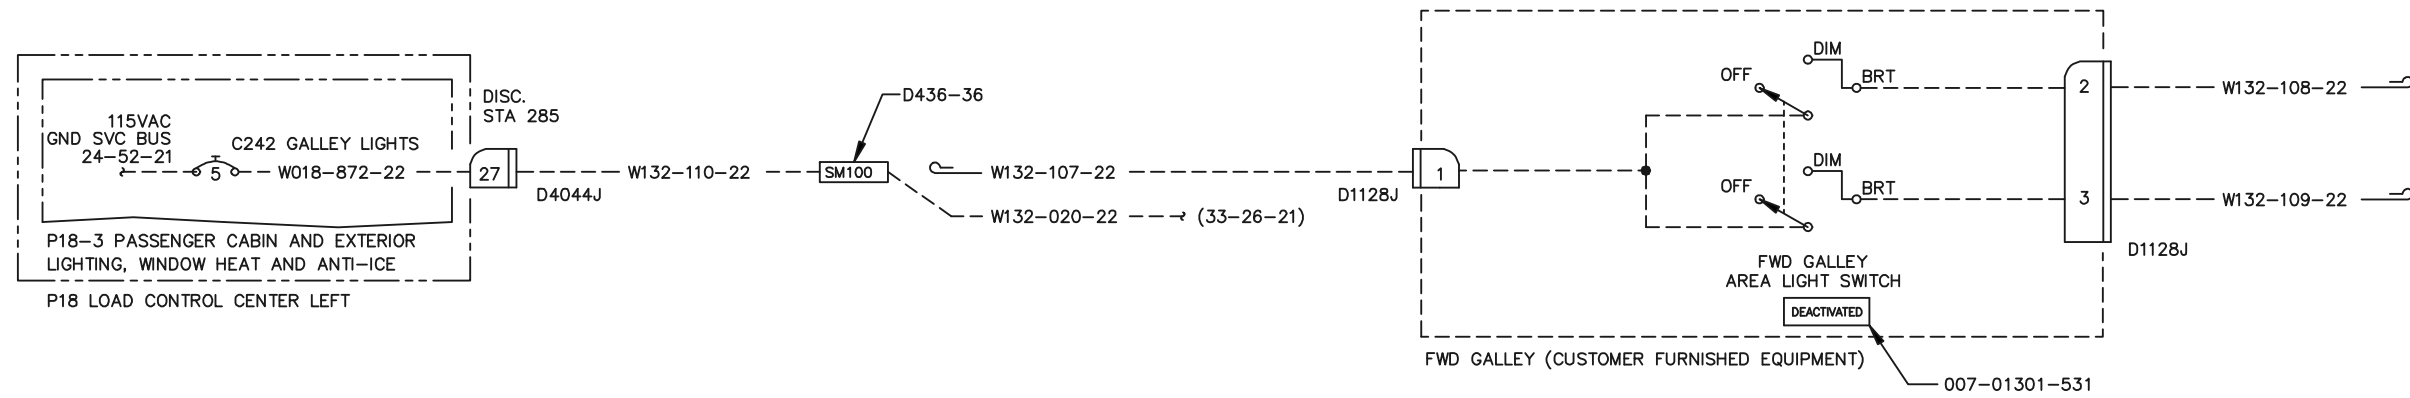 115VAC
GND SVC BUS
24-52-21
C242 GALLEY LIGHTS
5
W018-872-22
27
DISC.
STA 285
D4044J
P18-3 PASSENGER CABIN AND EXTERIOR
LIGHTING, WINDOW HEAT AND ANTI-ICE
P18 LOAD CONTROL CENTER LEFT
W132-110-22
D436-36
SM100
W132-107-22
W132-020-22
(33-26-21)
D1128J
1
OFF
DIM
BRT
OFF
DIM
BRT
2
3
W132-108-22
W132-109-22
D1128J
FWD GALLEY
AREA LIGHT SWITCH
DEACTIVATED
FWD GALLEY (CUSTOMER FURNISHED EQUIPMENT)
007-01301-531